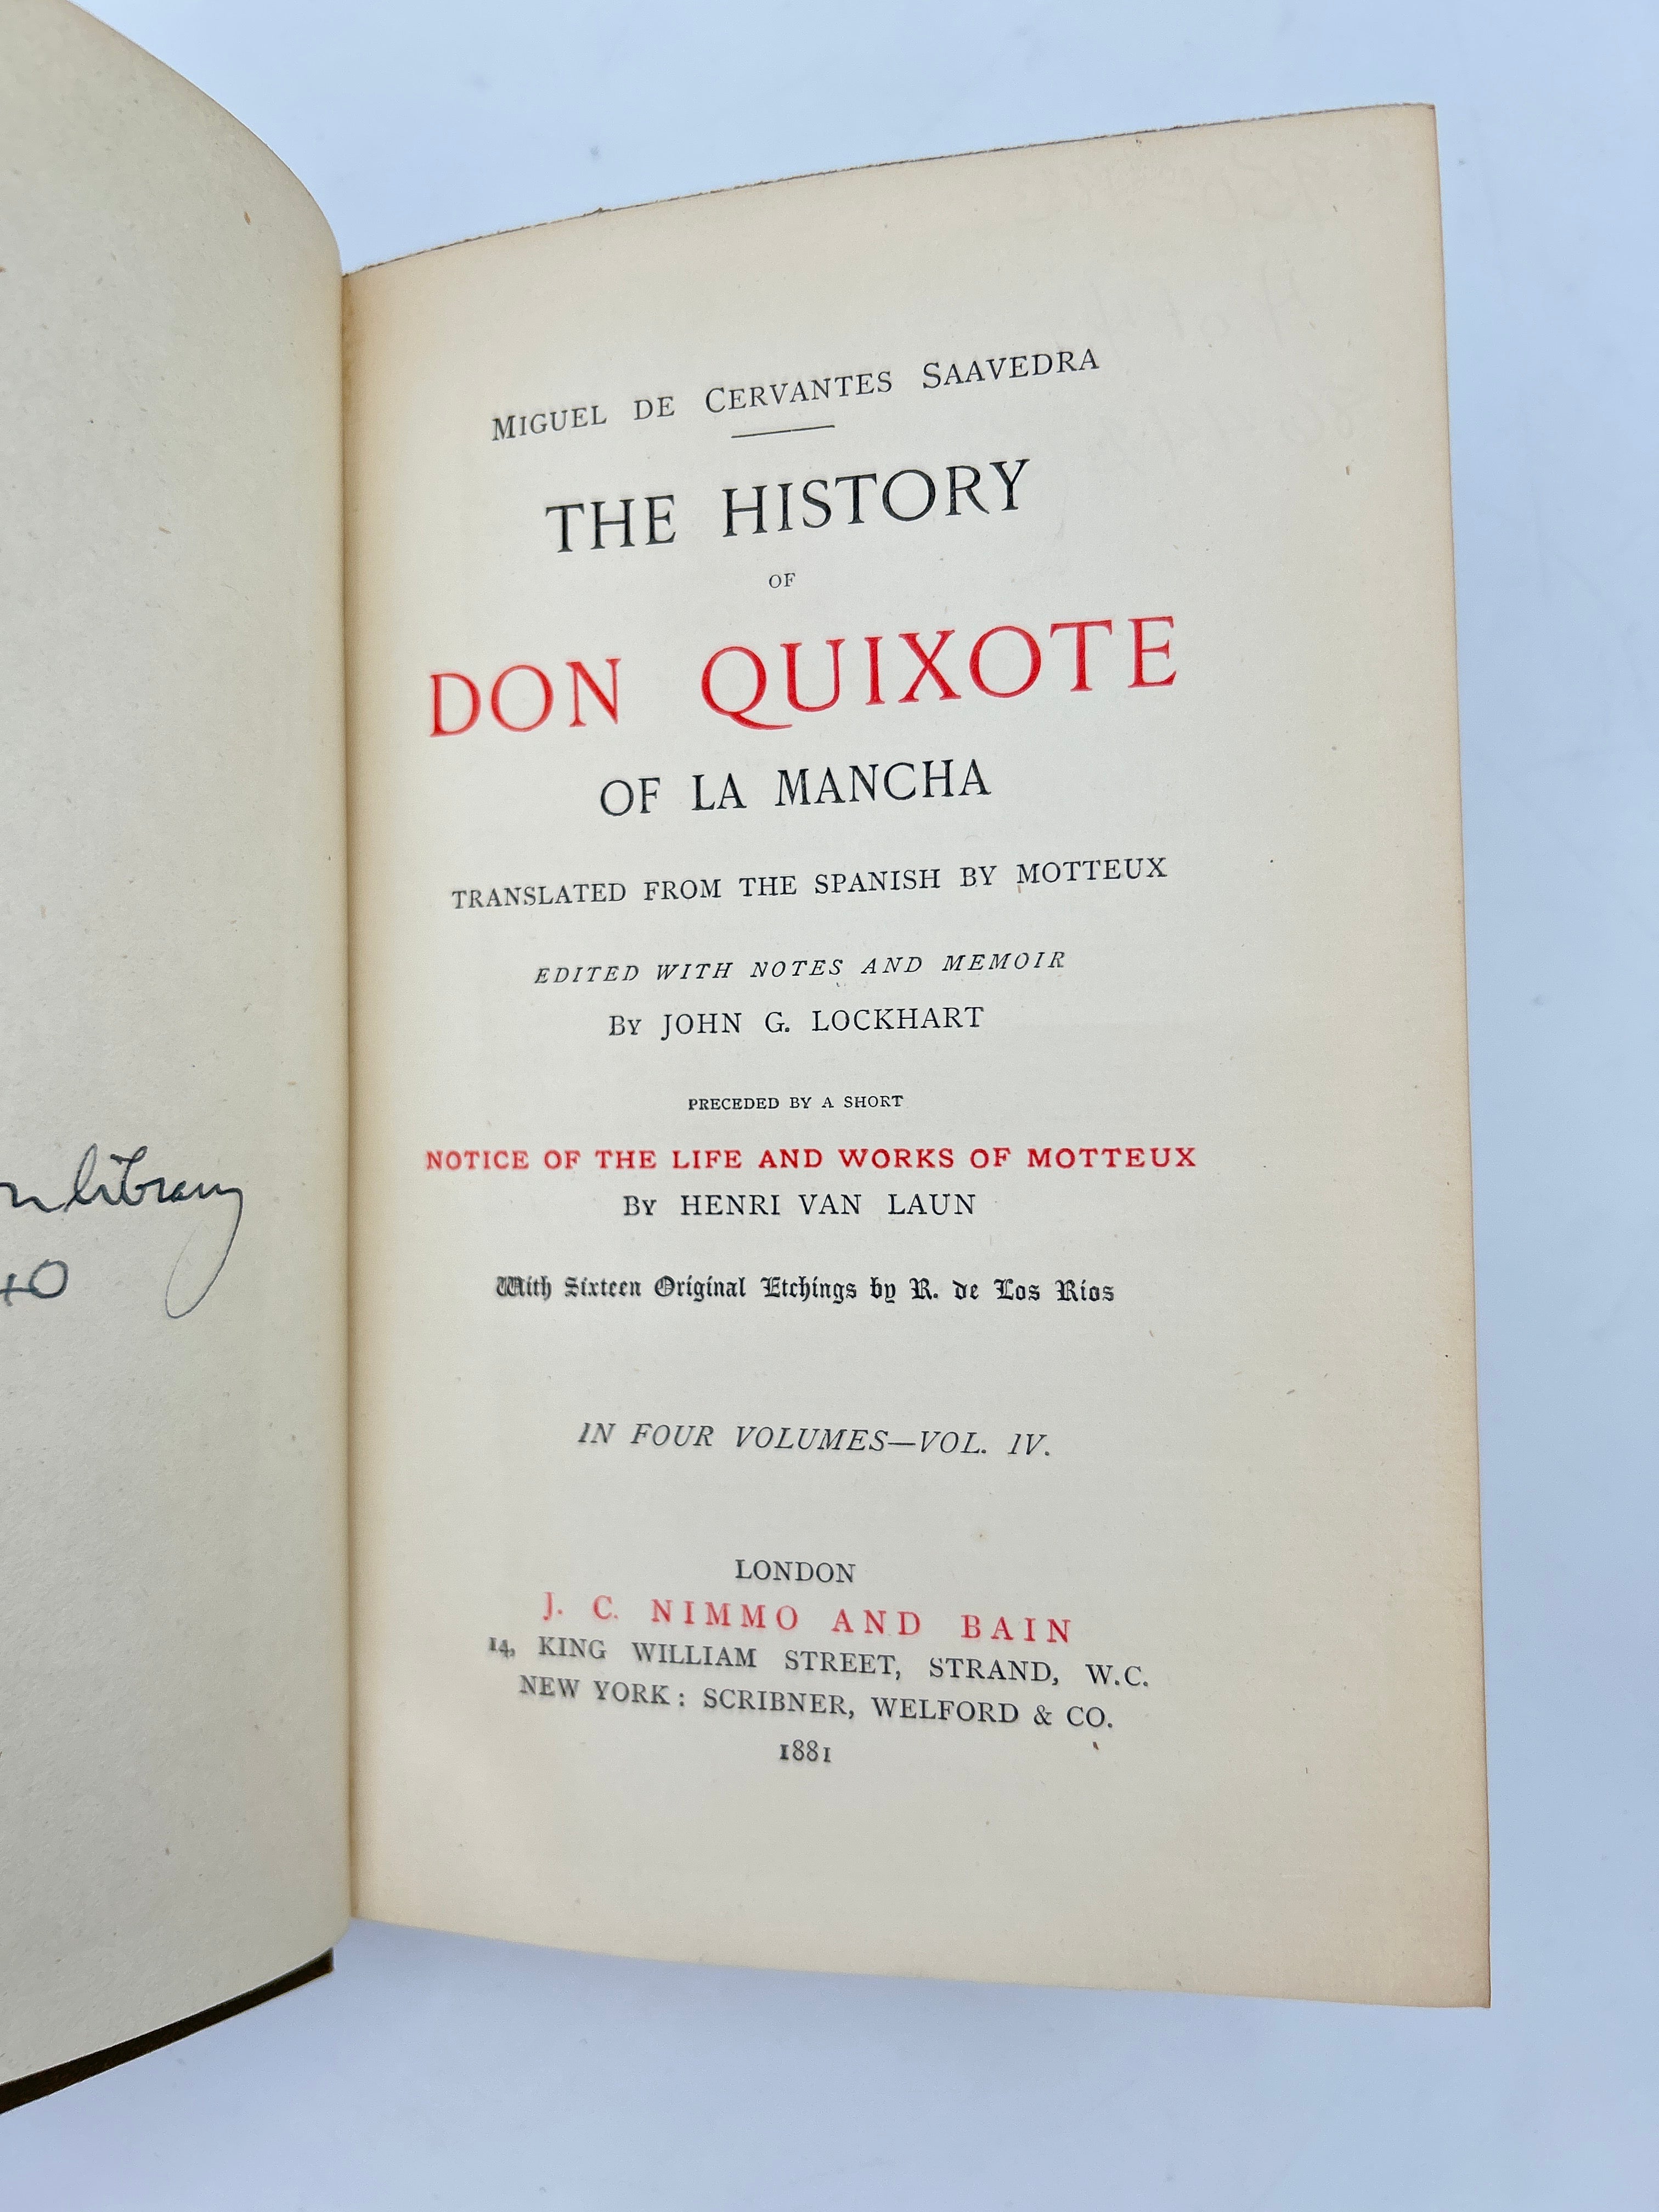 library
MIGUEL DE CERVANTES SAAVEDRA
THE HISTORY
OF
DON QUIXOTE
OF LA MANCHA
TRANSLATED FROM THE SPANISH BY MOTTEUX
EDITED WITH NOTES AND MEMOIR
BY JOHN G. LOCKHART
PRECEDED BY A SHORT
NOTICE OF THE LIFE AND WORKS OF MOTTEUX
BY HENRI VAN LAUN
With Sixteen Original Etchings by R. de Los Rios
IN FOUR VOLUMES—VOL. IV.
LONDON
J. C. NIMMO AND BAIN
14, KING WILLIAM STREET, STRAND, W.C.
NEW YORK: SCRIBNER, WELFORD & CO.
1881